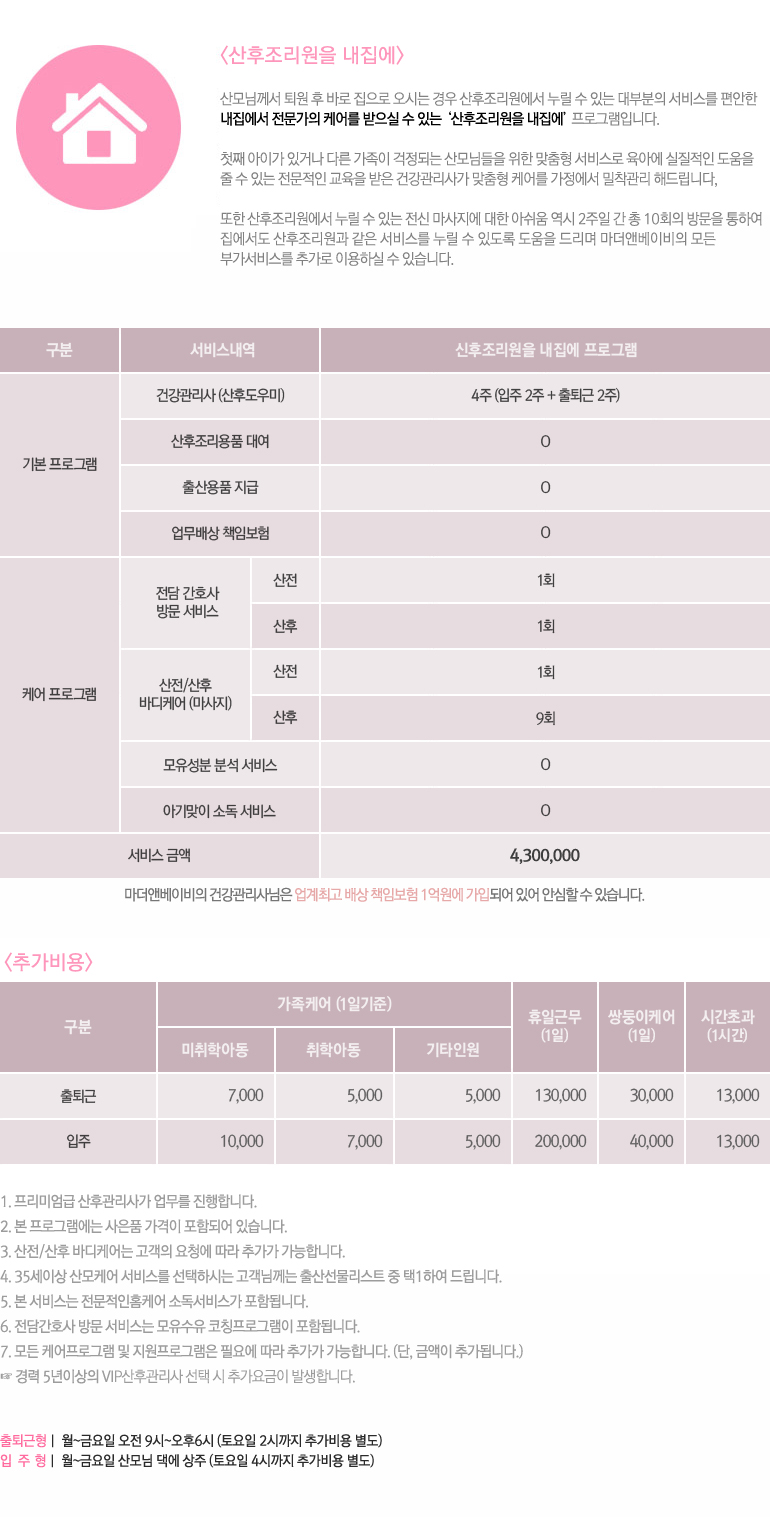 <산후조리원을 내집에>
산모님께서 퇴원 후 바로 집으로 오시는 경우 산후조리원에서 누릴 수 있는 대부분의 서비스를 편안한
내집에서 전문가의 케어를 받으실 수 있는 ‘산후조리원을 내집에’ 프로그램입니다.
첫째 아이가 있거나 다른 가족이 걱정되는 산모님들을 위한 맞춤형 서비스로 육아에 실질적인 도움을
줄 수 있는 전문적인 교육을 받은 건강관리사가 맞춤형 케어를 가정에서 밀착관리 해드립니다,
또한 산후조리원에서 누릴 수 있는 전신 마사지에 대한 아쉬움 역시 2주일 간 총 10회의 방문을 통하여
집에서도 산후조리원과 같은 서비스를 누릴 수 있도록 도움을 드리며 마더앤베이비의 모든
부가서비스를 추가로 이용하실 수 있습니다.
구분 서비스내역 신후조리원을 내집에 프로그램
기본 프로그램
건강관리사 (산후도우미) 4주 (입주 2주 + 출퇴근 2주)
산후조리용품 대여 O
출산용품 지급 O
업무배상 책임보험 O
케어 프로그램
전담 간호사
방문 서비스
산전 1회
산후 1회
산전/산후
바디케어 (마사지)
산전 1회
산후 9회
모유성분 분석 서비스 O
아기맞이 소독 서비스 O
서비스 금액 4,300,000
마더앤베이비의 건강관리사님은 업계최고 배상 책임보험 1억원에 가입되어 있어 안심할 수 있습니다.
<추가비용>
구분 가족케어 (1일기준) 휴일근무 쌍둥이케어 시간초과
(1일) (1일) (1시간)
미취학아동 취학아동 기타인원
출퇴근 7,000 5,000 5,000 130,000 30,000 13,000
입주 10,000 7,000 5,000 200,000 40,000 13,000
1. 프리미엄급 산후관리사가 업무를 진행합니다.
2. 본 프로그램에는 사은품 가격이 포함되어 있습니다.
3. 산전/산후 바디케어는 고객의 요청에 따라 추가가 가능합니다.
4. 35세이상 산모케어 서비스를 선택하시는 고객님께는 출산선물리스트 중 택1하여 드립니다.
5. 본 서비스는 전문적인홈케어 소독서비스가 포함됩니다.
6. 전담간호사 방문 서비스는 모유수유 코칭프로그램이 포함됩니다.
7. 모든 케어프로그램 및 지원프로그램은 필요에 따라 추가가 가능합니다. (단, 금액이 추가됩니다.)
☞ 경력 5년이상의 VIP산후관리사 선택 시 추가요금이 발생합니다.
출퇴근형 | 월~금요일 오전 9시~오후6시 (토요일 2시까지 추가비용 별도)
입 주 형 | 월~금요일 산모님 댁에 상주 (토요일 4시까지 추가비용 별도)